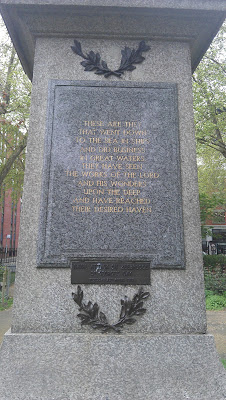 THESE ARE THEY
THAT WENT DOWN
TO THE SEA IN SHIPS
AND DID BUSINESS
IN GREAT WATERS
THEY HAVE SEEN
THE WORKS OF THE LORD
AND HIS WONDERS
UPON THE DEEP
AND HAVE REACHED
THEIR DESIRED HAVEN